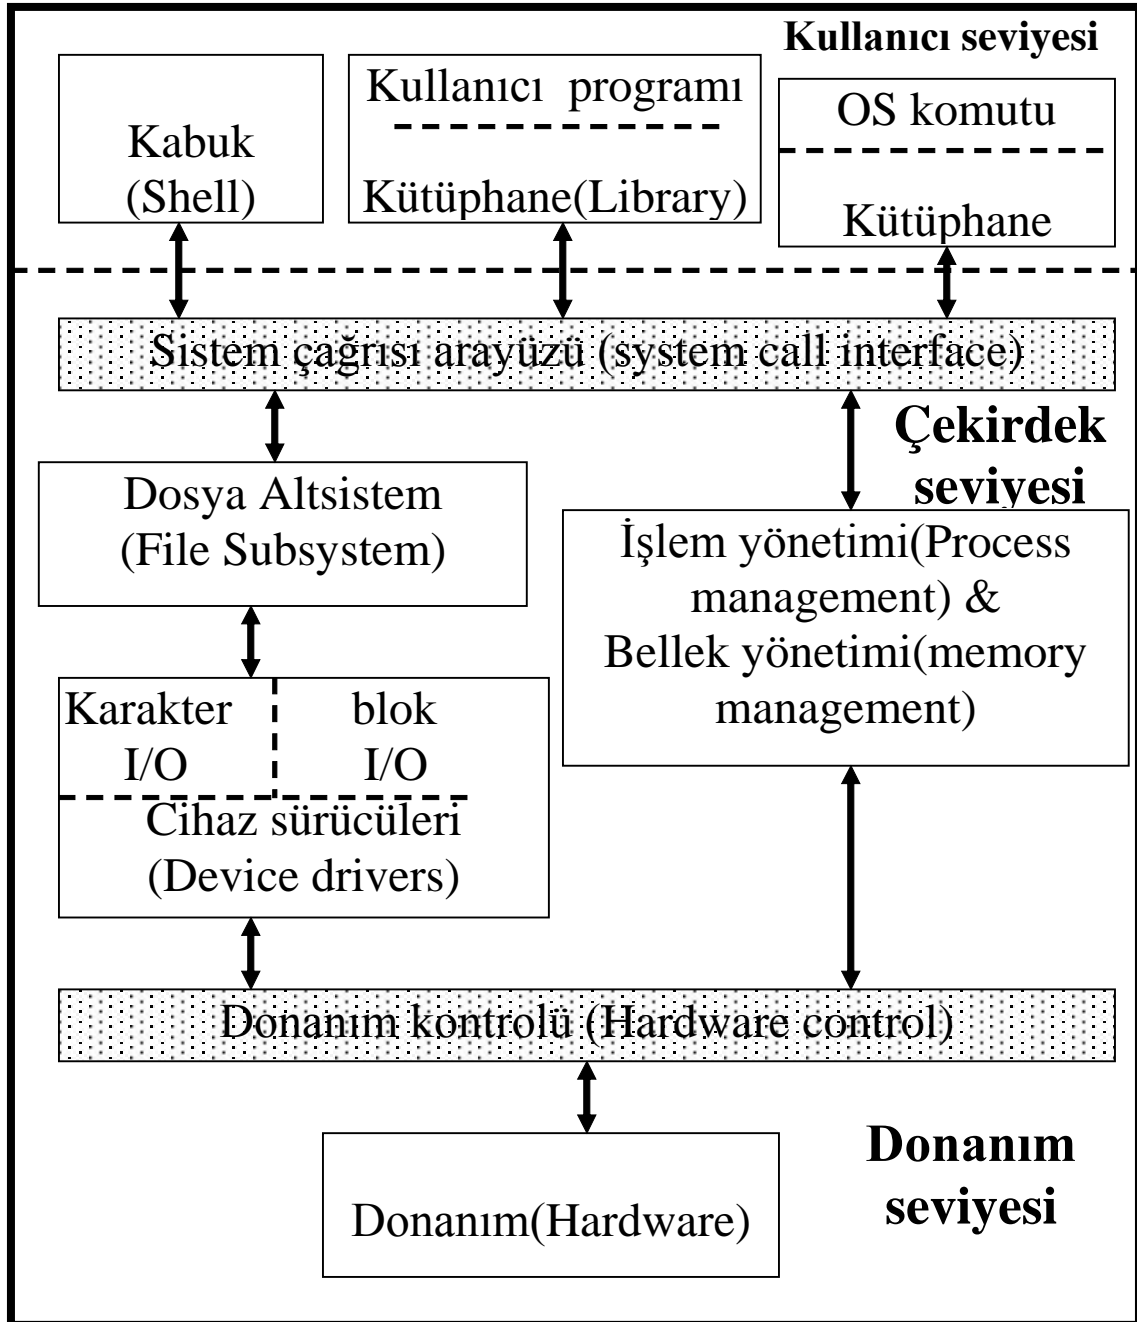 Kullanıcı seviyesi
Kabuk
(Shell)
Kullanıcı programı
Kütüphane(Library)
OS komutu
Kütüphane
Sistem çağrısı arayüzü (system call interface)
Çekirdek
seviyesi
Dosya Altsistem
(File Subsystem)
İşlem yönetimi(Process
management) &
Bellek yönetimi(memory
management)
Karakter
I/O
blok
I/O
Cihaz sürücüleri
(Device drivers)
Donanım kontrolü (Hardware control)
Donanım
seviyesi
Donanım(Hardware)